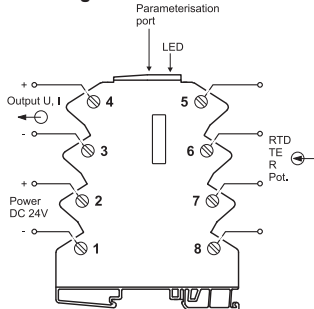 Parameterisation
port
LED
+
Output U, I
-
4
3
+
Power
DC 24V
-
2
1
5
6
7
8
RTD
TE
R
Pot.